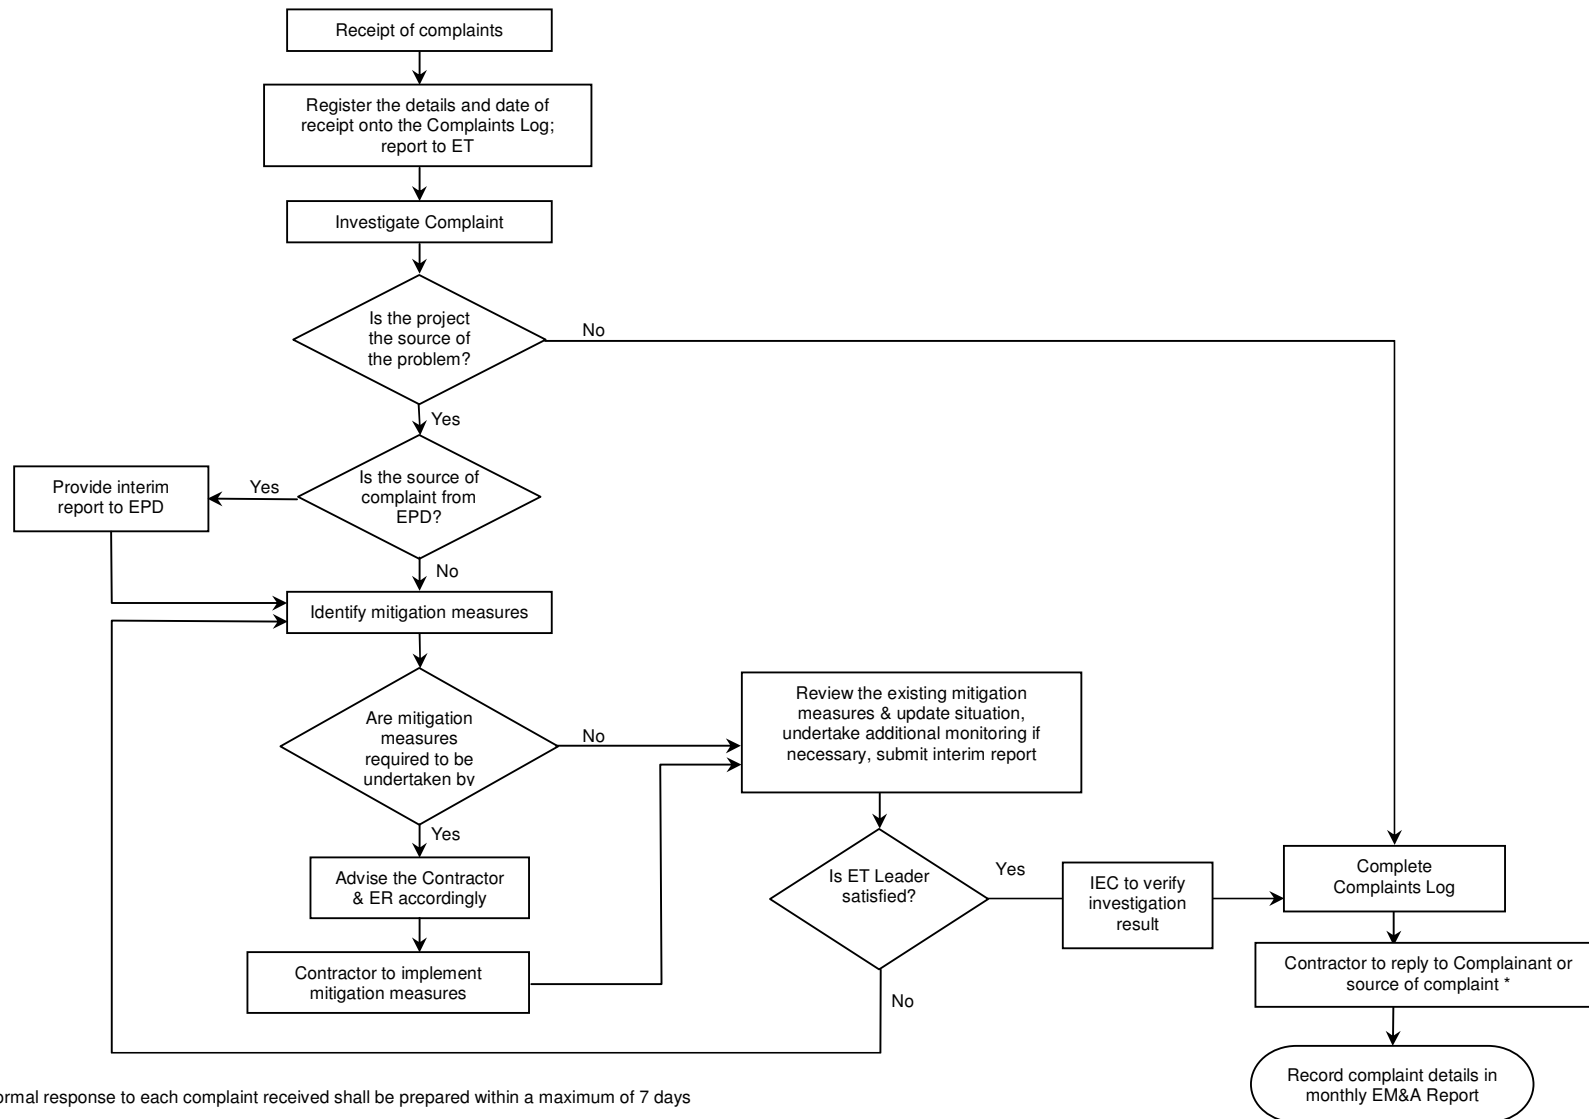 Receipt of complaints
Register the details and date of
receipt onto the Complaints Log;
report to ET
Investigate Complaint
Is the project
the source of
the problem?
No
Yes
Is the source of
complaint from
EPD?
Yes
Provide interim
report to EPD
No
Identify mitigation measures
Are mitigation
measures
required to be
undertaken by
No
Review the existing mitigation
measures & update situation,
undertake additional monitoring if
necessary, submit interim report
Yes
Advise the Contractor
& ER accordingly
Contractor to implement
mitigation measures
Is ET Leader
satisfied?
Yes
IEC to verify
investigation
result
No
Complete
Complaints Log
Contractor to reply to Complainant or
source of complaint *
Record complaint details in
monthly EM&A Report
ormal response to each complaint received shall be prepared within a maximum of 7 days